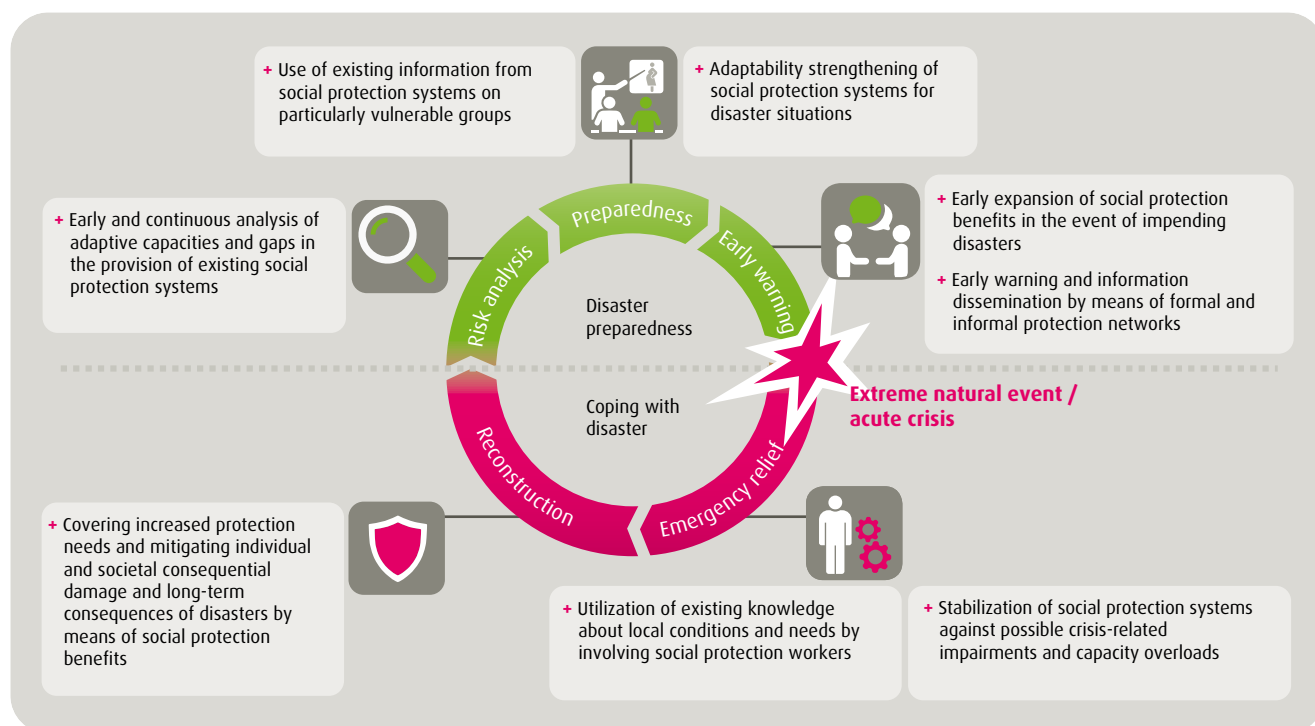 + Use of existing information from
social protection systems on
particularly vulnerable groups
+ Adaptability strengthening of
social protection systems for
disaster situations
+ Early and continuous analysis of
adaptive capacities and gaps in
the provision of existing social
protection systems
+ Early expansion of social protection
benefits in the event of impending
disasters
+ Early warning and information
dissemination by means of formal and
informal protection networks
Risk analysis
Preparedness
Early warning
Disaster
preparedness
Extreme natural event /
acute crisis
Coping with
disaster
Reconstruction
Emergency relief
+ Covering increased protection
needs and mitigating individual
and societal consequential
damage and long-term
consequences of disasters by
means of social protection
benefits
+ Utilization of existing knowledge
about local conditions and needs by
involving social protection workers
+ Stabilization of social protection systems
against possible crisis-related
impairments and capacity overloads